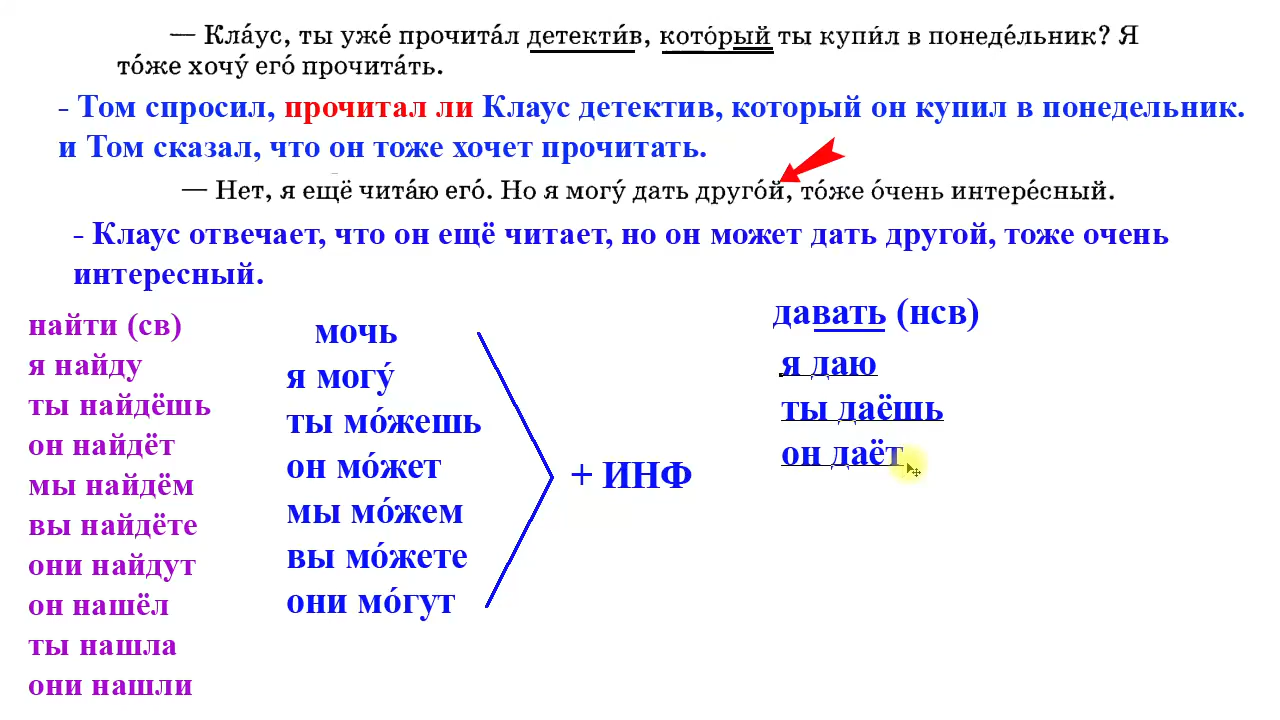 — Кла́ус, ты уже́ прочита́л детекти́в, кото́рый ты купи́л в понеде́льник? Я
то́же хочу́ его́ прочита́ть.
- Том спросил, прочитал ли Клаус детектив, который он купил в понедельник.
и Том сказал, что он тоже хочет прочитать.
— Нет, я ещё чита́ю его́. Но я могу́ дать друго́й, то́же о́чень интере́сный.
- Клаус отвечает, что он ещё читает, но он может дать другой, тоже очень
интересный.
найти (св)
я найду
ты найдёшь
он найдёт
мы найдём
вы найдёте
они найдут
он нашёл
ты нашла
они нашли
мочь
я могу́
ты мо́жешь
он мо́жет
мы мо́жем
вы мо́жете
они мо́гут
+ ИНФ
давать (нсв)
я даю
ты даёшь
он даёт